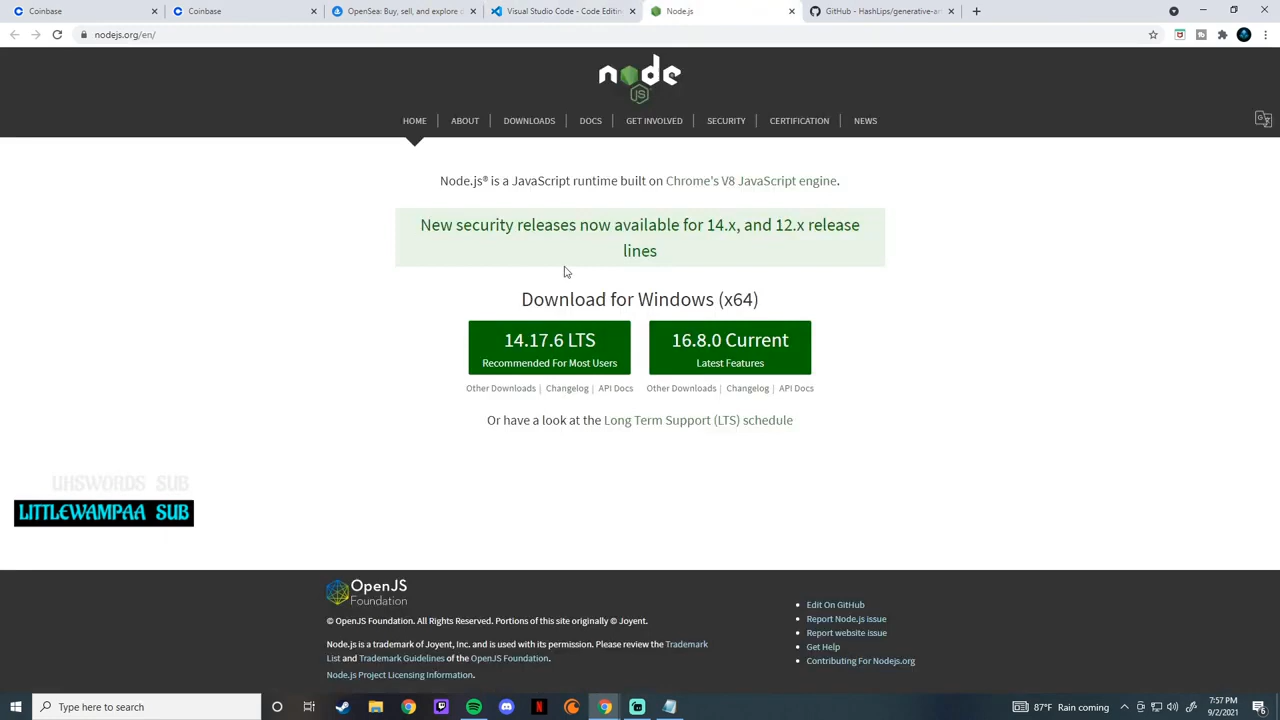 Coinbase
Coinbase
OpenSea: Buy, sell, and explore d
Visual Studio Code - Code Editin
Node.js
GitHub - HashLips/generative-ar
nodejs.org/en/
node
JS
HOME
ABOUT
DOWNLOADS
DOCS
GET INVOLVED
SECURITY
CERTIFICATION
NEWS
Node.js® is a JavaScript runtime built on Chrome's V8 JavaScript engine.
New security releases now available for 14.x, and 12.x release
lines
Download for Windows (x64)
14.17.6 LTS
Recommended For Most Users
16.8.0 Current
Latest Features
Other Downloads | Changelog | API Docs
Other Downloads | Changelog | API Docs
Or have a look at the Long Term Support (LTS) schedule
UHSWORDS SUB
LITTLEWAMPAA SUB
OpenJS
Foundation
© OpenJS Foundation. All Rights Reserved. Portions of this site originally © Joyent.
Node.js is a trademark of Joyent, Inc. and is used with its permission. Please review the Trademark
List and Trademark Guidelines of the OpenJS Foundation.
Node.js Project Licensing Information.
Edit On GitHub
Report Node.js issue
Report website issue
Get Help
Contributing For Nodejs.org
Type here to search
83°F Raining coming
7:57 PM
9/2/2021
6